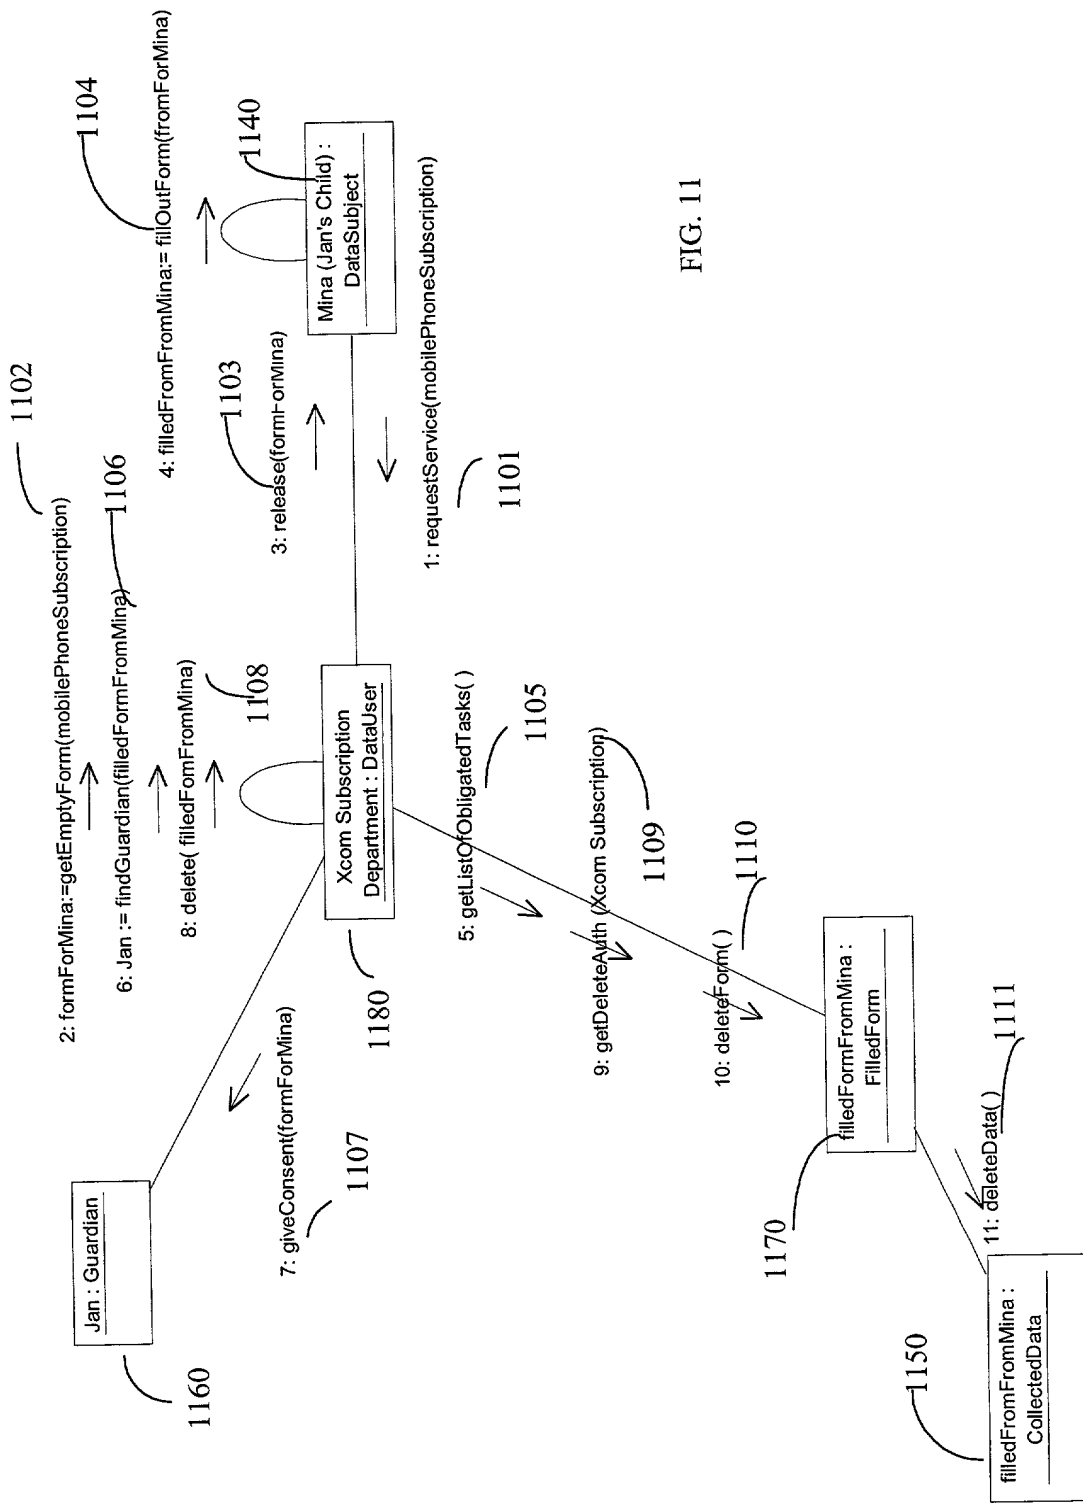 1102
2: formForMina:=getEmptyForm(mobilePhoneSubscription)
1106
6: Jan := findGuardian(filledFormFromMina)
8: delete( filledFomFromMina)
1108
1104
4: filledFromFromMina:= fillOutForm(fromForMina)
1103
3: release(formForMina)
1140
Mina (Jan's Child) :
DataSubject
1: requestService(mobilePhoneSubscription)
1101
Jan : Guardian
1160
7: giveConsent(formForMina)
1107
Xcom Subscription
Department : DataUser
1180
5: getListOfObligatedTasks( )
1105
9: getDeleteAuth (Xcom Subscription)
1109
10: deleteForm( )
1110
filledFormFromMina :
FilledForm
1170
11: deleteData( )
1111
filledFromFromMina :
CollectedData
1150
FIG. 11